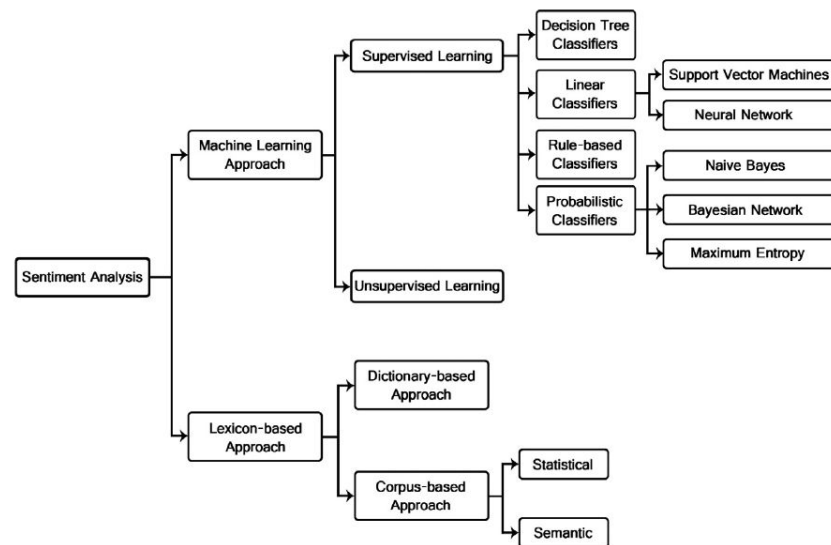 Decision Tree
Classifiers
Supervised Learning
Linear
Classifiers
Support Vector Machines
Neural Network
Machine Learning
Approach
Rule-based
Classifiers
Naive Bayes
Probabilistic
Classifiers
Bayesian Network
Maximum Entropy
Sentiment Analysis
Unsupervised Learning
Dictionary-based
Approach
Lexicon-based
Approach
Statistical
Corpus-based
Approach
Semantic